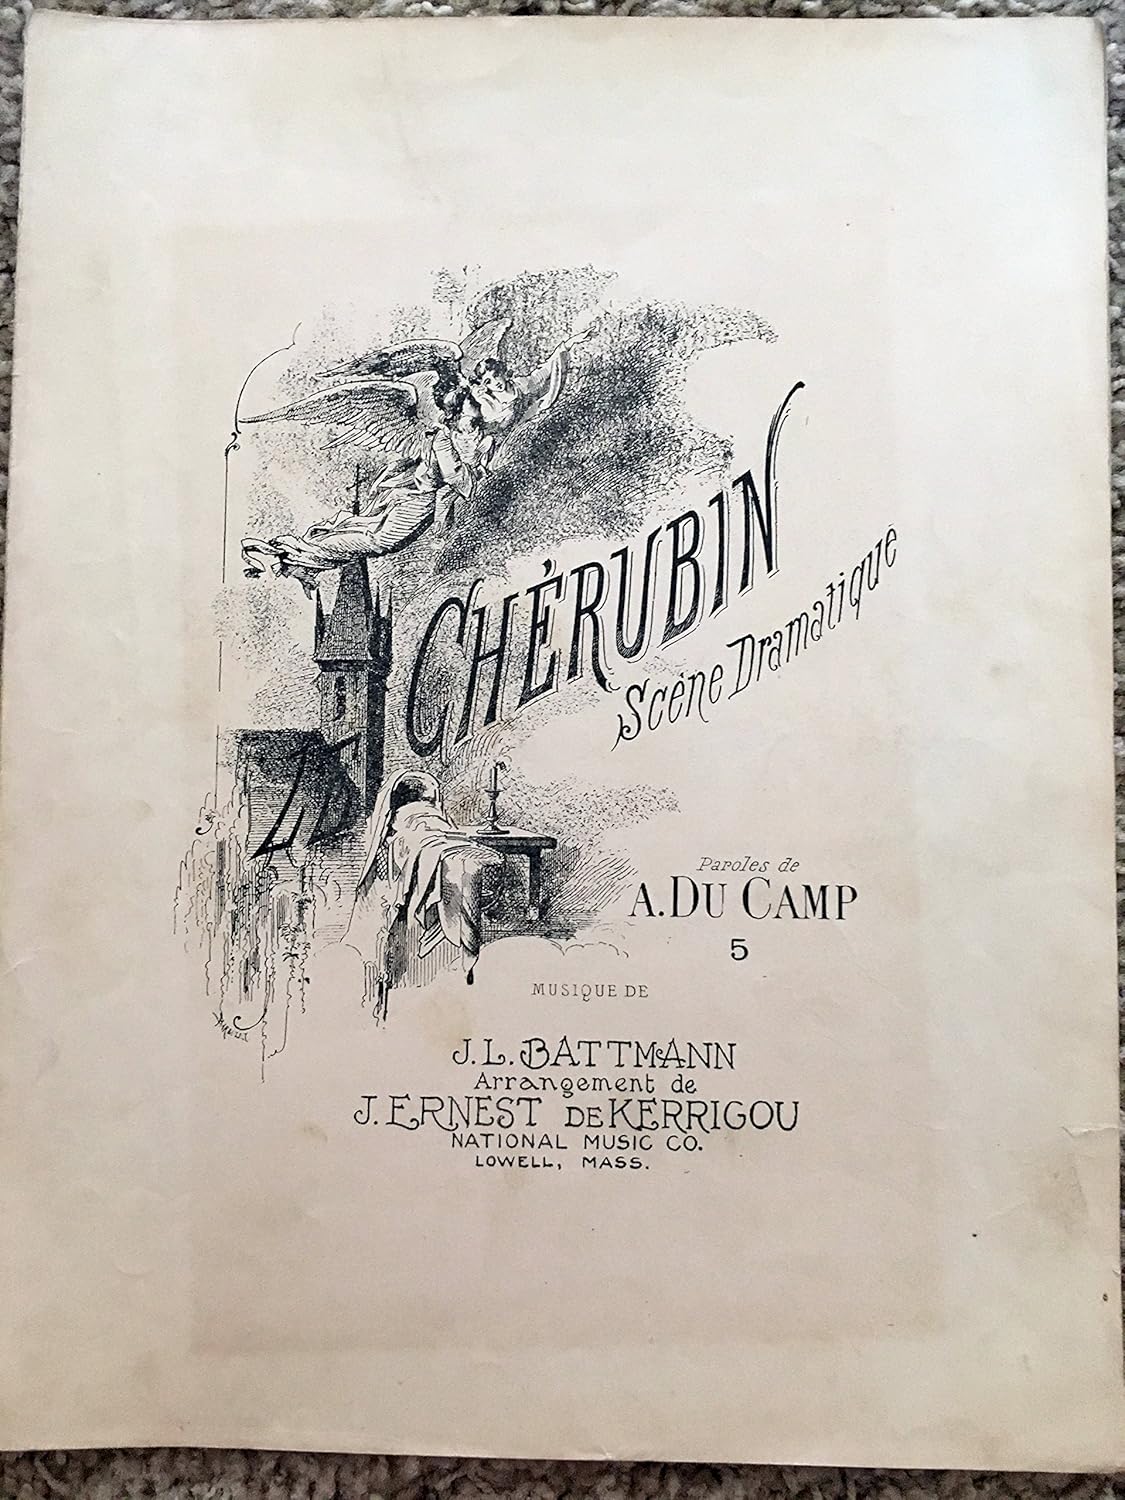 LE
CHÉRUBIN
Scène Dramatique
Paroles de
A. DU CAMP
5
MUSIQUE DE
J. L. BATTMANN
Arrangement de
J. ERNEST DE KERRIGOU
NATIONAL MUSIC CO.
LOWELL, MASS.